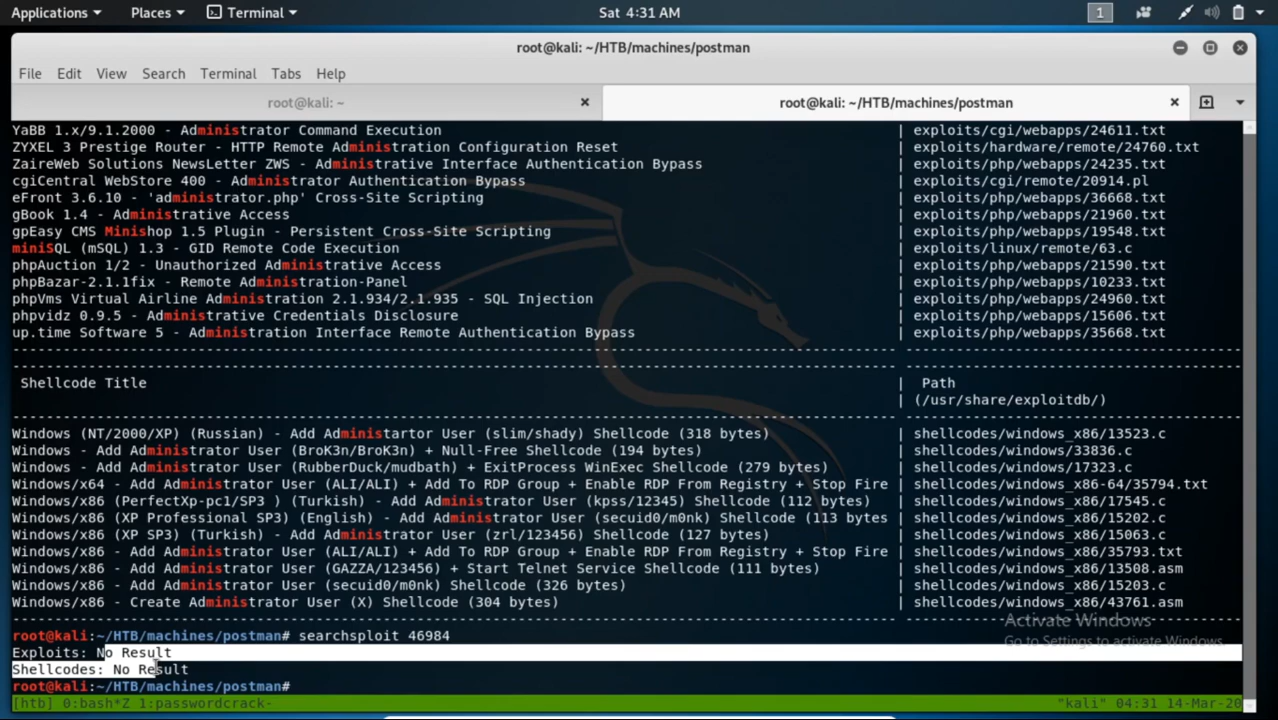 Applications Places Terminal Sat 4:31 AM 1
root@kali: ~/HTB/machines/postman
File Edit View Search Terminal Tabs Help
root@kali: ~ root@kali: ~/HTB/machines/postman
YaBB 1.x/9.1.2000 - Administrator Command Execution | exploits/cgi/webapps/24611.txt
ZYXEL 3 Prestige Router - HTTP Remote Administration Configuration Reset | exploits/hardware/remote/24760.txt
ZaireWeb Solutions NewsLetter ZWS - Administrative Interface Authentication Bypass | exploits/php/webapps/24235.txt
cgiCentral WebStore 400 - Administrator Authentication Bypass | exploits/cgi/remote/20914.pl
eFront 3.6.10 - 'administrator.php' Cross-Site Scripting | exploits/php/webapps/36668.txt
gBook 1.4 - Administrative Access | exploits/php/webapps/21960.txt
gpEasy CMS Minishop 1.5 Plugin - Persistent Cross-Site Scripting | exploits/php/webapps/19548.txt
miniSQL (mSQL) 1.3 - GID Remote Code Execution | exploits/linux/remote/63.c
phpAuction 1/2 - Unauthorized Administrative Access | exploits/php/webapps/21590.txt
phpBazar-2.1.1fix - Remote Administration-Panel | exploits/php/webapps/10233.txt
phpVms Virtual Airline Administration 2.1.934/2.1.935 - SQL Injection | exploits/php/webapps/24960.txt
phpvidz 0.9.5 - Administrative Credentials Disclosure | exploits/php/webapps/15606.txt
up.time Software 5 - Administration Interface Remote Authentication Bypass | exploits/php/webapps/35668.txt
Shellcode Title | Path
| (/usr/share/exploitdb/)
Windows (NT/2000/XP) (Russian) - Add Administartor User (slim/shady) Shellcode (318 bytes) | shellcodes/windows_x86/13523.c
Windows - Add Administrator User (BroK3n/BroK3n) + Null-Free Shellcode (194 bytes) | shellcodes/windows/33836.c
Windows - Add Administrator User (RubberDuck/mudbath) + ExitProcess WinExec Shellcode (279 bytes) | shellcodes/windows/17323.c
Windows/x64 - Add Administrator User (ALI/ALI) + Add To RDP Group + Enable RDP From Registry + Stop Fire | shellcodes/windows_x86-64/35794.txt
Windows/x86 (PerfectXp-pc1/SP3 ) (Turkish) - Add Administrator User (kpss/12345) Shellcode (112 bytes) | shellcodes/windows_x86/17545.c
Windows/x86 (XP Professional SP3) (English) - Add Administrator User (secuid0/m0nk) Shellcode (113 bytes | shellcodes/windows_x86/15202.c
Windows/x86 (XP SP3) (Turkish) - Add Administrator User (zrl/123456) Shellcode (127 bytes) | shellcodes/windows_x86/15063.c
Windows/x86 - Add Administrator User (ALI/ALI) + Add To RDP Group + Enable RDP From Registry + Stop Fire | shellcodes/windows_x86/35793.txt
Windows/x86 - Add Administrator User (GAZZA/123456) + Start Telnet Service Shellcode (111 bytes) | shellcodes/windows_x86/13508.asm
Windows/x86 - Add Administrator User (secuid0/m0nk) Shellcode (326 bytes) | shellcodes/windows_x86/15203.c
Windows/x86 - Create Administrator User (X) Shellcode (304 bytes) | shellcodes/windows_x86/43761.asm
Activate Windows
root@kali:~/HTB/machines/postman# searchsploit 46984
Go to Settings to activate Windows.
Exploits: No Result
Shellcodes: No Result
root@kali:~/HTB/machines/postman#
[htb] 0:bash*Z 1:passwordcrack- "kali" 04:31 14-Mar-20